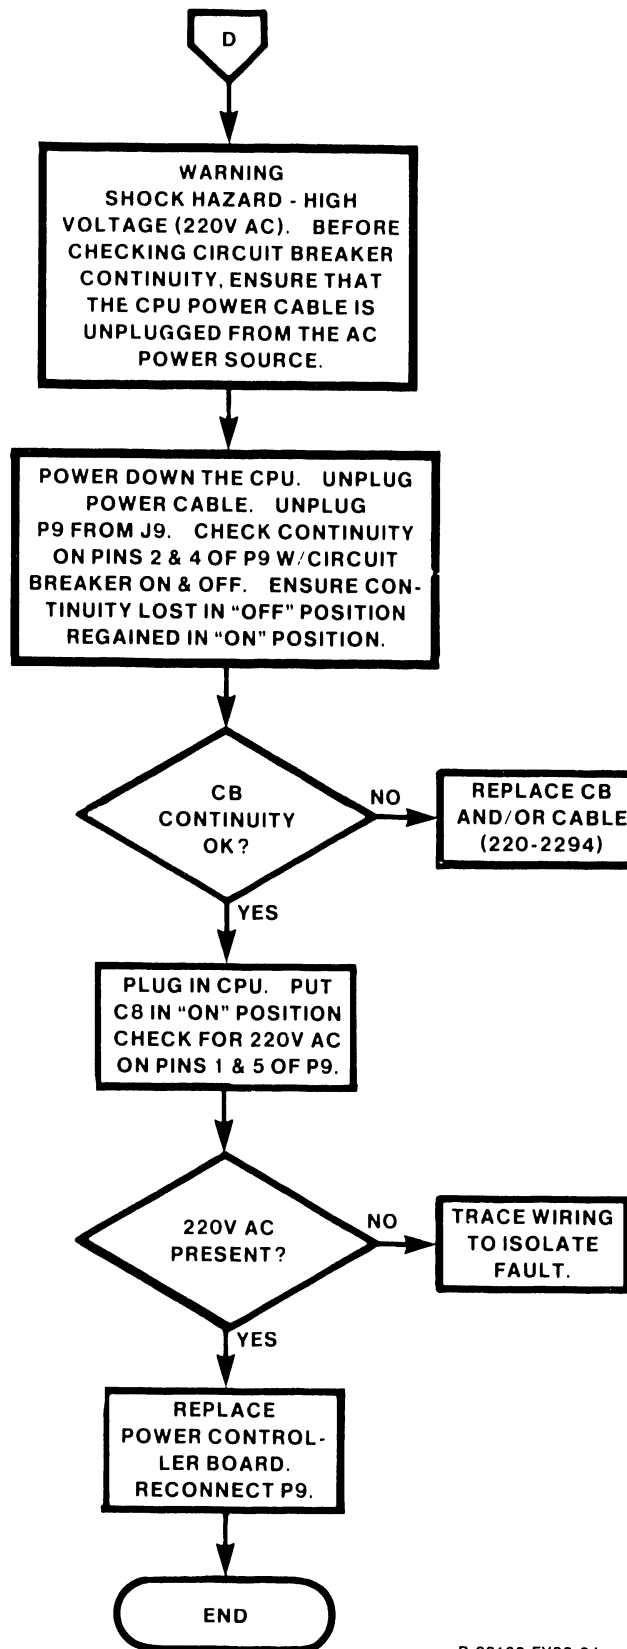 D
WARNING
SHOCK HAZARD - HIGH
VOLTAGE (220V AC). BEFORE
CHECKING CIRCUIT BREAKER
CONTINUITY, ENSURE THAT
THE CPU POWER CABLE IS
UNPLUGGED FROM THE AC
POWER SOURCE.
POWER DOWN THE CPU. UNPLUG
POWER CABLE. UNPLUG
P9 FROM J9. CHECK CONTINUITY
ON PINS 2 & 4 OF P9 W/CIRCUIT
BREAKER ON & OFF. ENSURE CON-
TINUITY LOST IN “OFF” POSITION
REGAINED IN “ON” POSITION.
CB
CONTINUITY
OK?
NO
REPLACE CB
AND/OR CABLE
(220-2294)
YES
PLUG IN CPU. PUT
C8 IN “ON” POSITION
CHECK FOR 220V AC
ON PINS 1 & 5 OF P9.
220V AC
PRESENT?
NO
TRACE WIRING
TO ISOLATE
FAULT.
YES
REPLACE
POWER CONTROL-
LER BOARD.
RECONNECT P9.
END